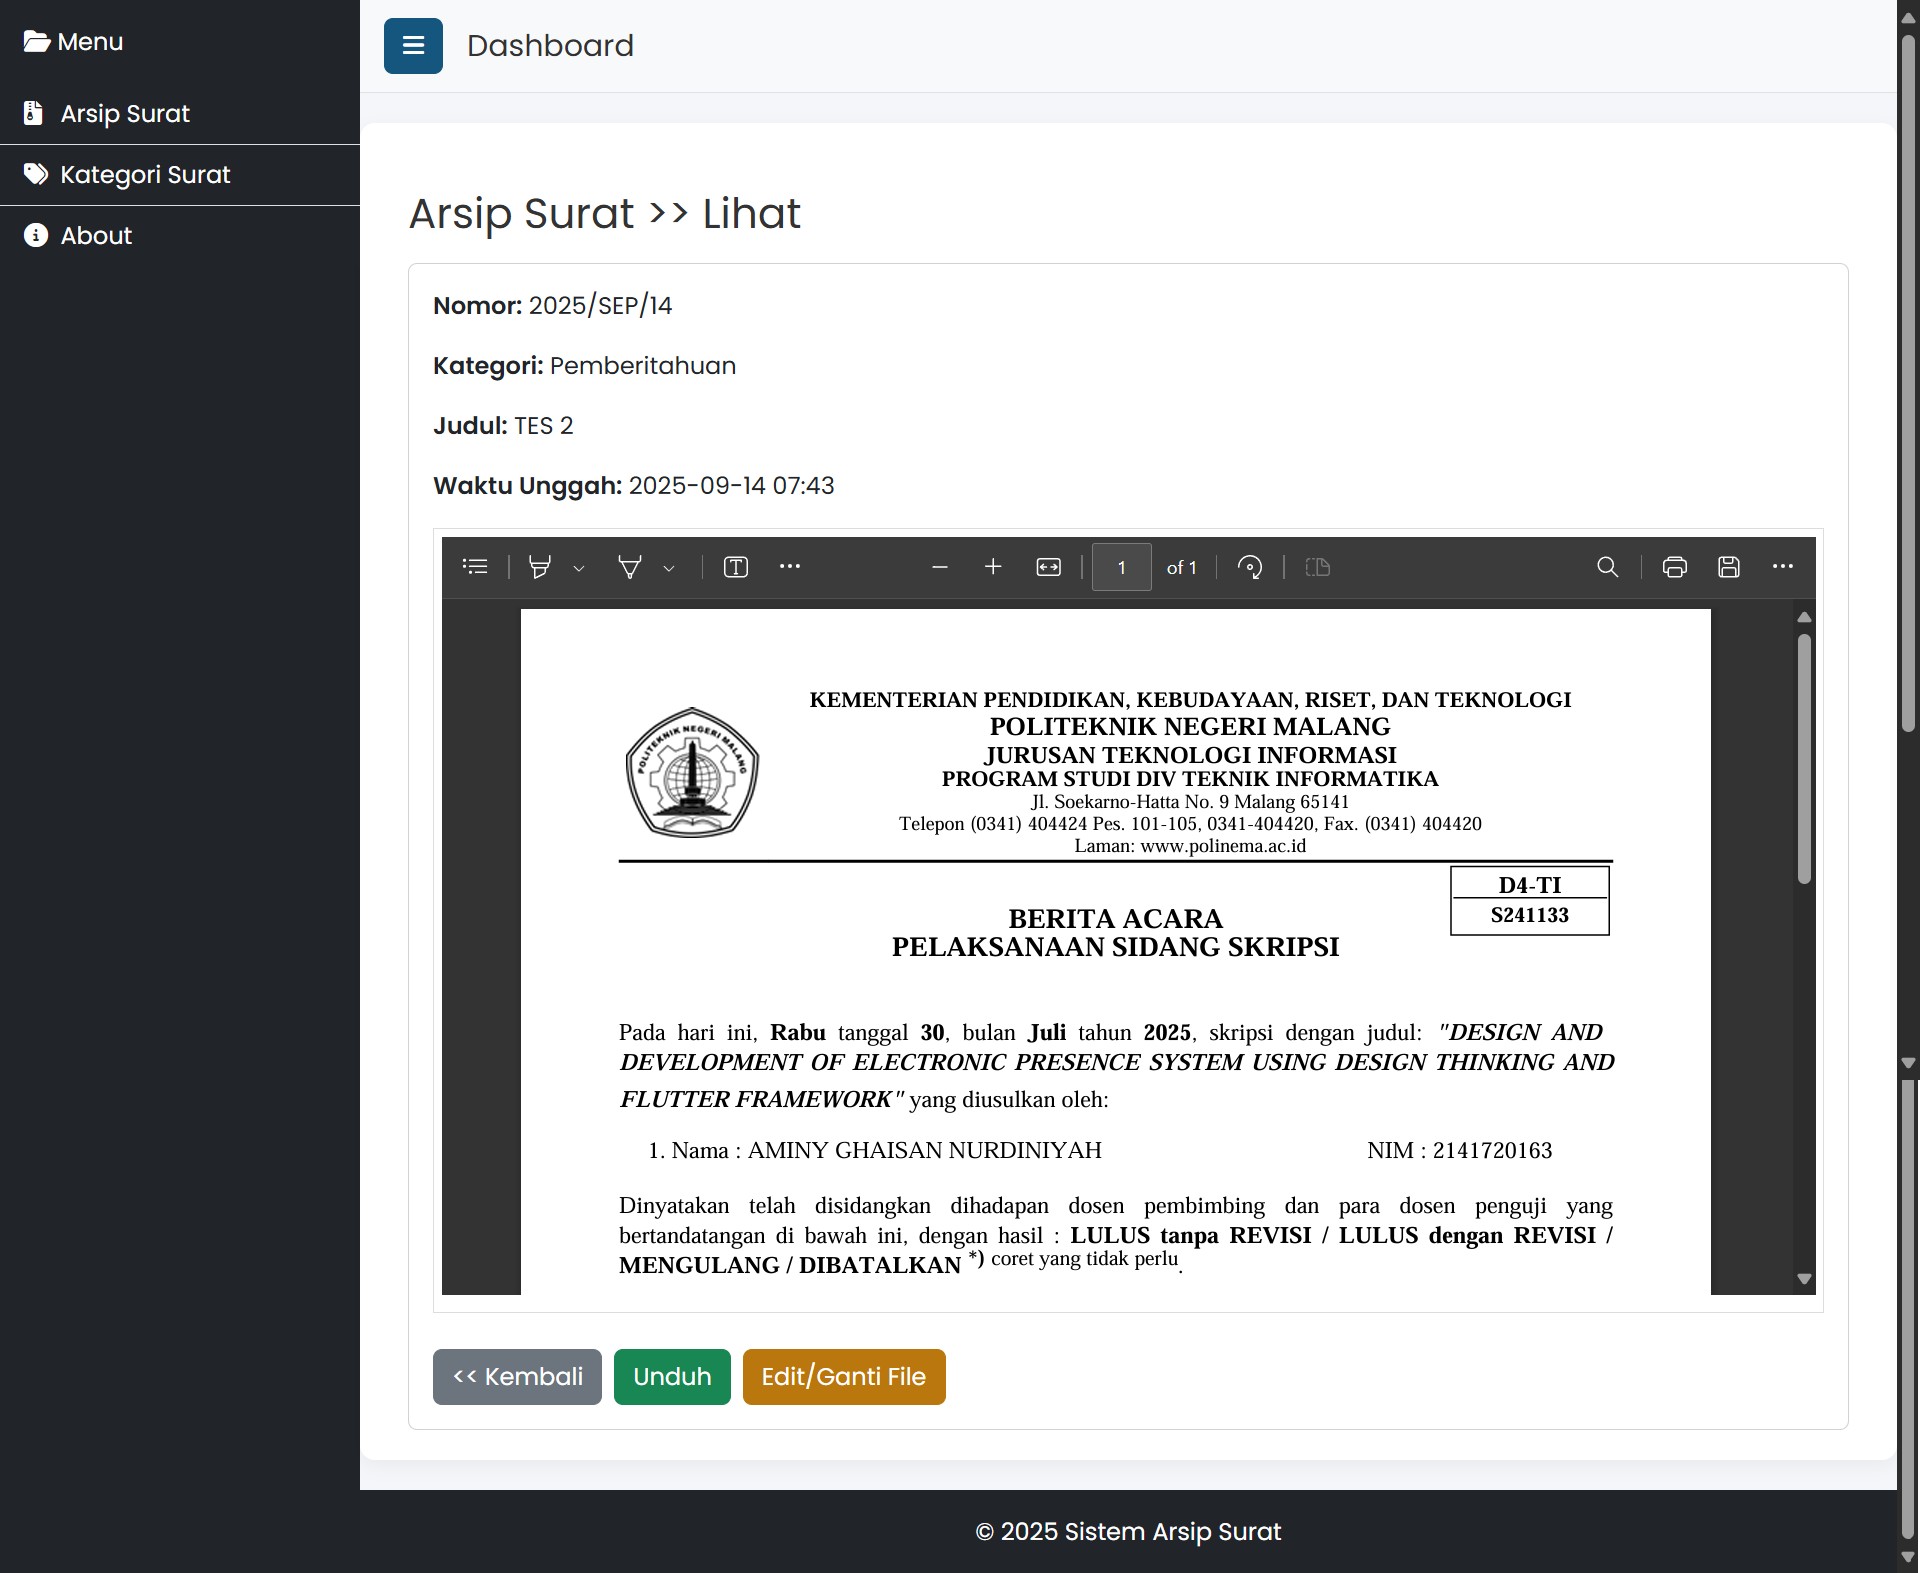 Menu
Arsip Surat
Kategori Surat
About
Dashboard
Arsip Surat >> Lihat
Nomor: 2025/SEP/14
Kategori: Pemberitahuan
Judul: TES 2
Waktu Unggah: 2025-09-14 07:43
1 of 1
POLITEKNIK NEGERI MALANG
KEMENTERIAN PENDIDIKAN, KEBUDAYAAN, RISET, DAN TEKNOLOGI
POLITEKNIK NEGERI MALANG
JURUSAN TEKNOLOGI INFORMASI
PROGRAM STUDI DIV TEKNIK INFORMATIKA
Jl. Soekarno-Hatta No. 9 Malang 65141
Telepon (0341) 404424 Pes. 101-105, 0341-404420, Fax. (0341) 404420
Laman: www.polinema.ac.id
D4-TI
S241133
BERITA ACARA
PELAKSANAAN SIDANG SKRIPSI
Pada hari ini, Rabu tanggal 30, bulan Juli tahun 2025, skripsi dengan judul: "DESIGN AND
DEVELOPMENT OF ELECTRONIC PRESENCE SYSTEM USING DESIGN THINKING AND
FLUTTER FRAMEWORK" yang diusulkan oleh:
1. Nama : AMINY GHAISAN NURDINIYAH NIM : 2141720163
Dinyatakan telah disidangkan dihadapan dosen pembimbing dan para dosen penguji yang
bertandatangan di bawah ini, dengan hasil : LULUS tanpa REVISI / LULUS dengan REVISI /
MENGULANG / DIBATALKAN *) coret yang tidak perlu.
<< Kembali
Unduh
Edit/Ganti File
© 2025 Sistem Arsip Surat